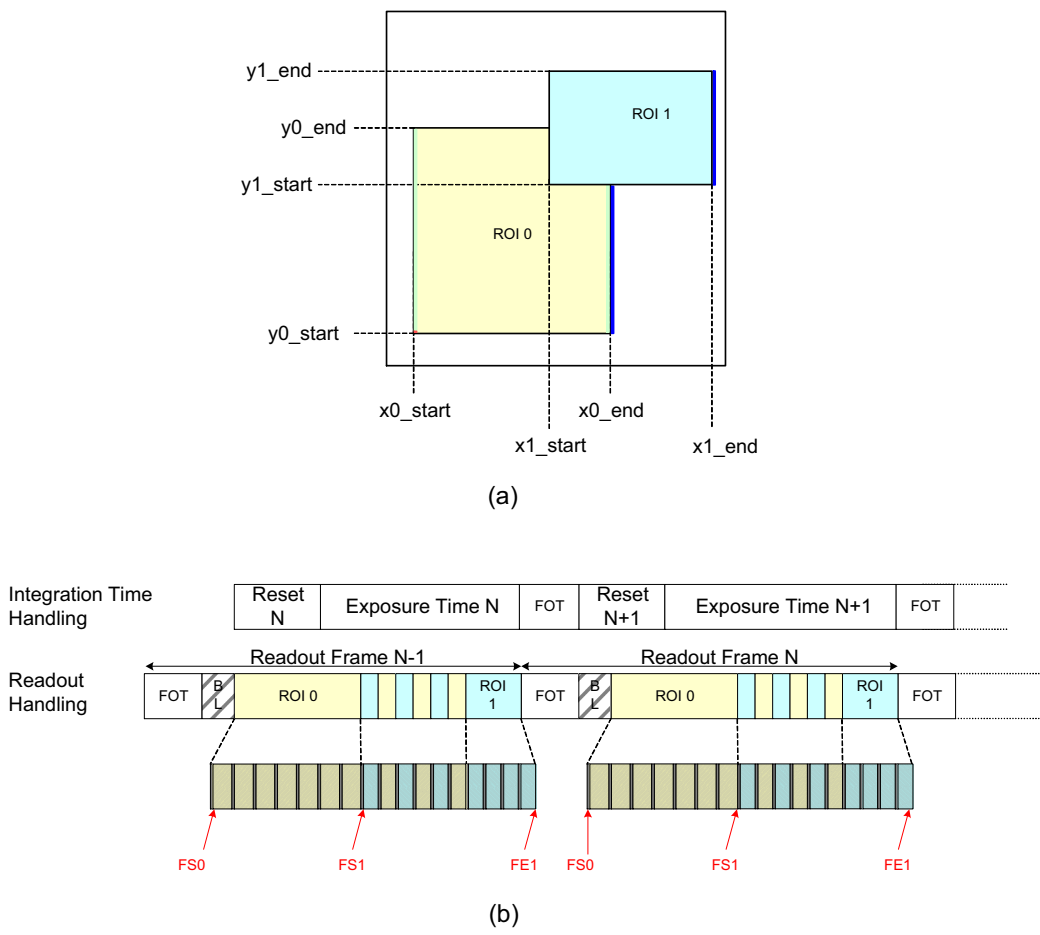 y1_end
ROI 1
y0_end
y1_start
ROI 0
y0_start
x0_start
x0_end
x1_start
x1_end
(a)
Integration Time
Handling
Reset
N
Exposure Time N
FOT
Reset
N+1
Exposure Time N+1
FOT
Readout Frame N-1
Readout Frame N
Readout
Handling
FOT
B
L
ROI 0
ROI
1
FOT
B
L
ROI 0
ROI
1
FOT
FS0
FS1
FE1
FS0
FS1
FE1
(b)